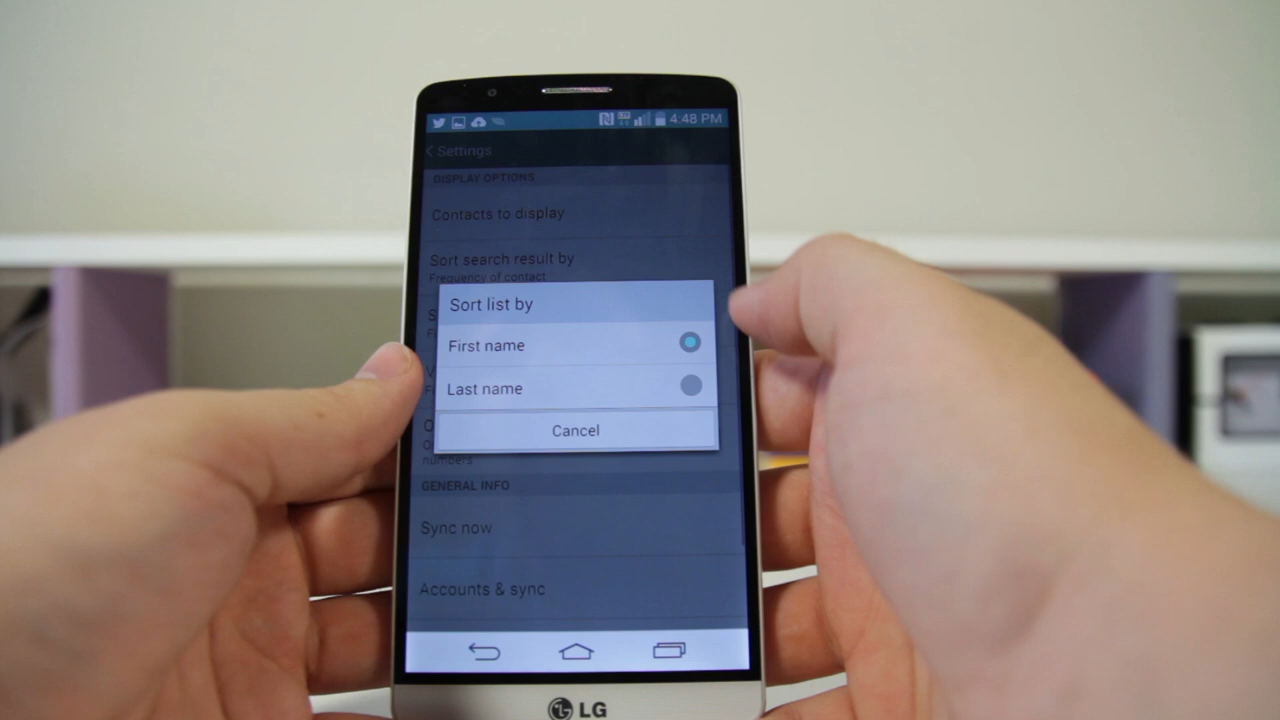 4:48 PM
Settings
DISPLAY OPTIONS
Contacts to display
Sort search result by
Frequency of contact
Sort list by
First name
Last name
Cancel
numbers
GENERAL INFO
Sync now
Accounts & sync
LG